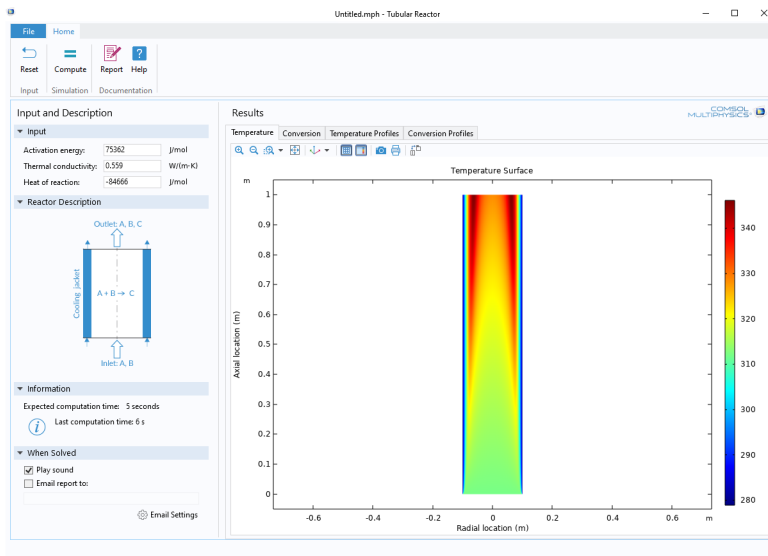 Untitled.mph - Tubular Reactor
File Home
Reset Compute Report Help
Input Simulation Documentation
Input and Description
Input
Activation energy: 75362 J/mol
Thermal conductivity: 0.559 W/(m·K)
Heat of reaction: -84666 J/mol
Reactor Description
Outlet: A, B, C
Cooling jacket
A + B → C
Inlet: A, B
Information
Expected computation time: 5 seconds
i
Last computation time: 6 s
When Solved
Play sound
Email report to:
Email Settings
Results
COMSOL
MULTIPHYSICS®
Temperature Conversion Temperature Profiles Conversion Profiles
Temperature Surface
m
1
0.9
0.8
0.7
0.6
0.5
0.4
0.3
0.2
0.1
0
Axial location (m)
-0.6 -0.4 -0.2 0 0.2 0.4 0.6 m
Radial location (m)
340
330
320
310
300
290
280